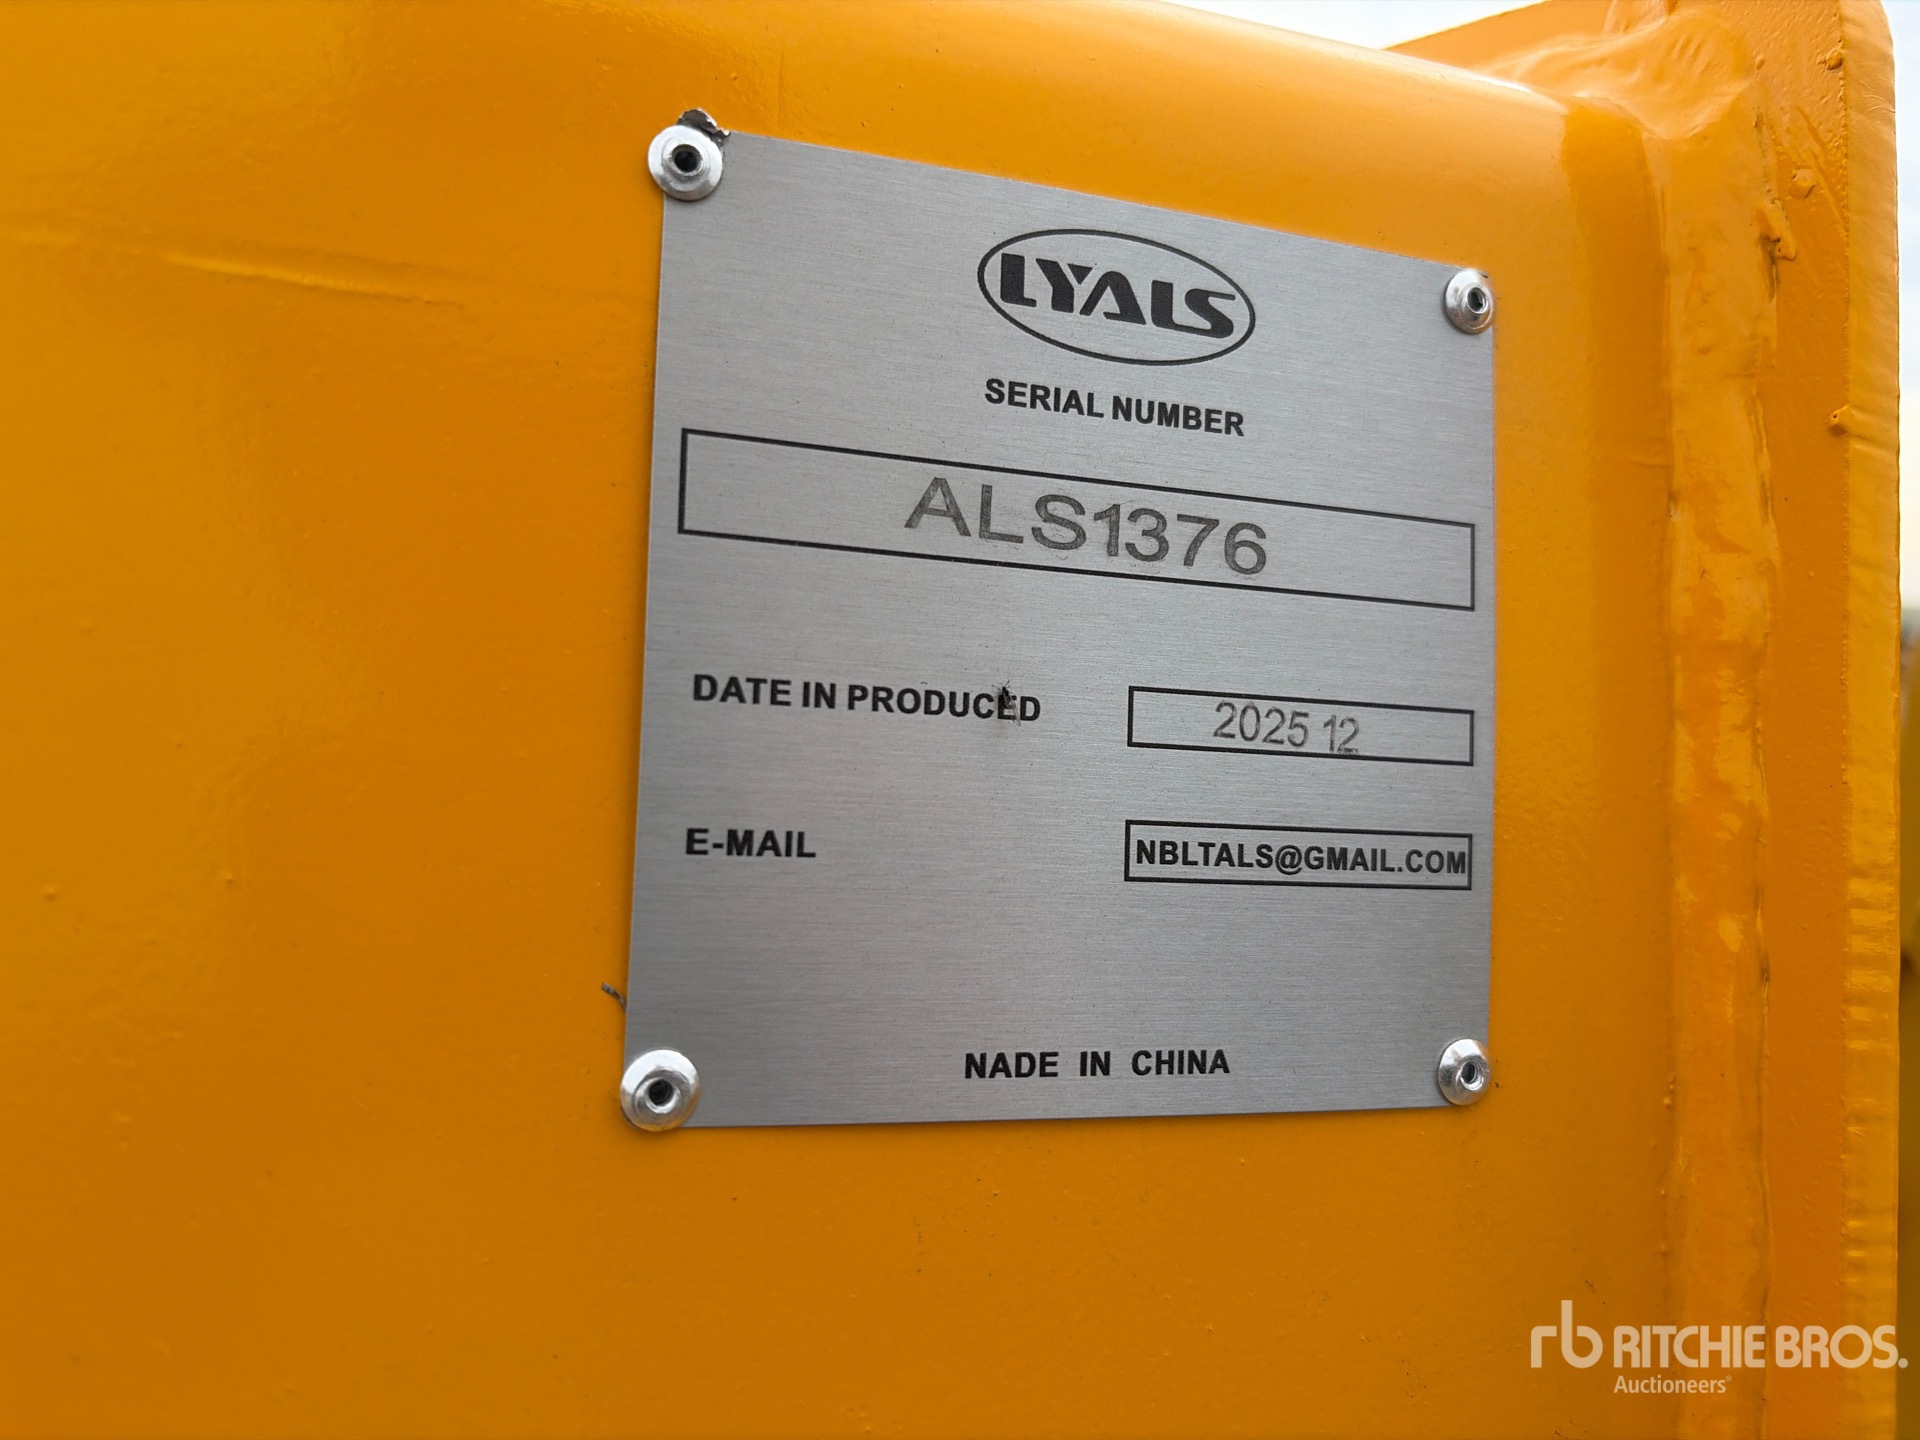 LYALS
SERIAL NUMBER
ALS1376
DATE IN PRODUCED
2025 12
E-MAIL
NBLTALS@GMAIL.COM
NADE IN CHINA
rb RITCHIE BROS.
Auctioneers